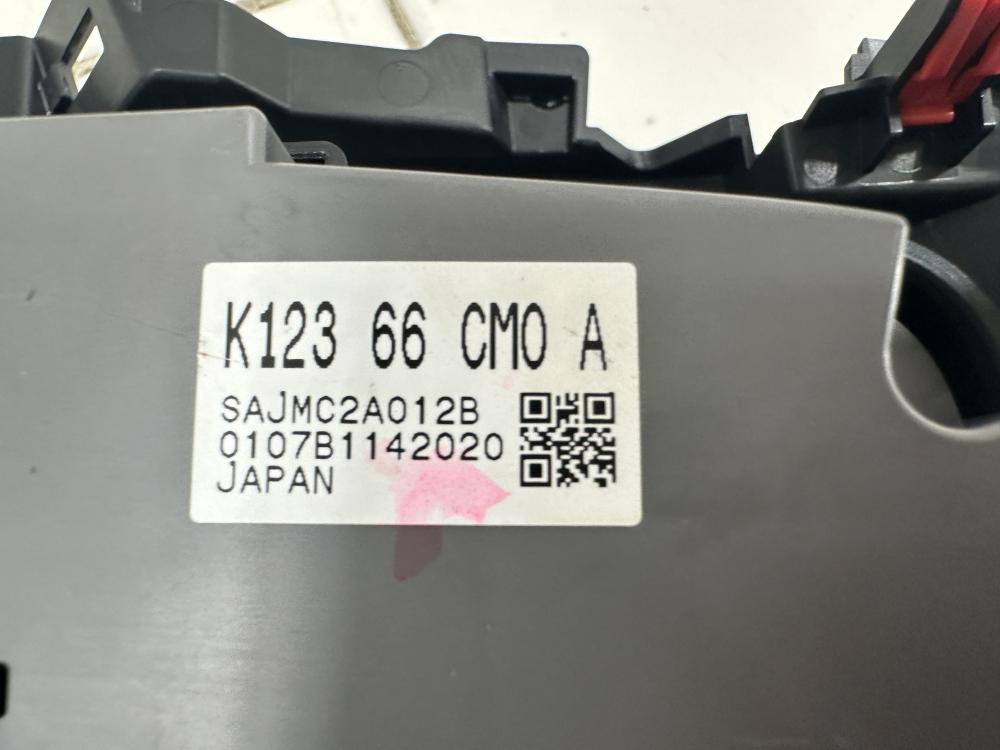 K123 66 CM0 A
SAJMC2A012B
0107B1142020
JAPAN